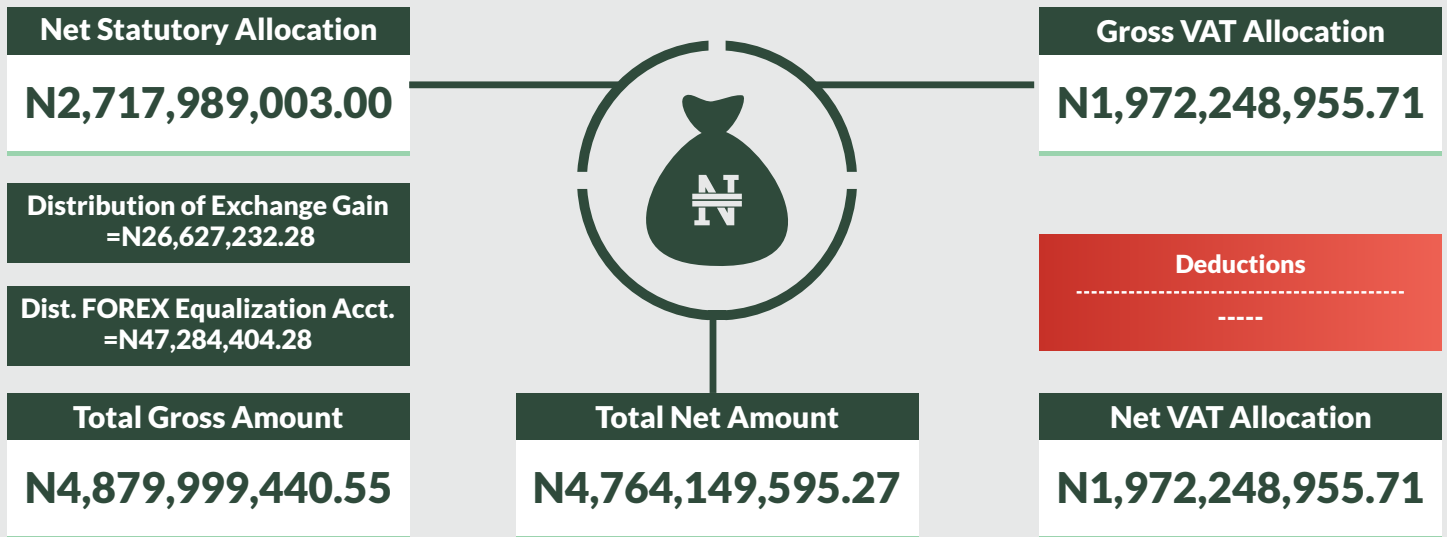 Net Statutory Allocation
N2,717,989,003.00
Distribution of Exchange Gain
=N26,627,232.28
Dist. FOREX Equalization Acct.
=N47,284,404.28
Total Gross Amount
N4,879,999,440.55
₦
Total Net Amount
N4,764,149,595.27
Gross VAT Allocation
N1,972,248,955.71
Deductions
--------------------------------------------
-----
Net VAT Allocation
N1,972,248,955.71